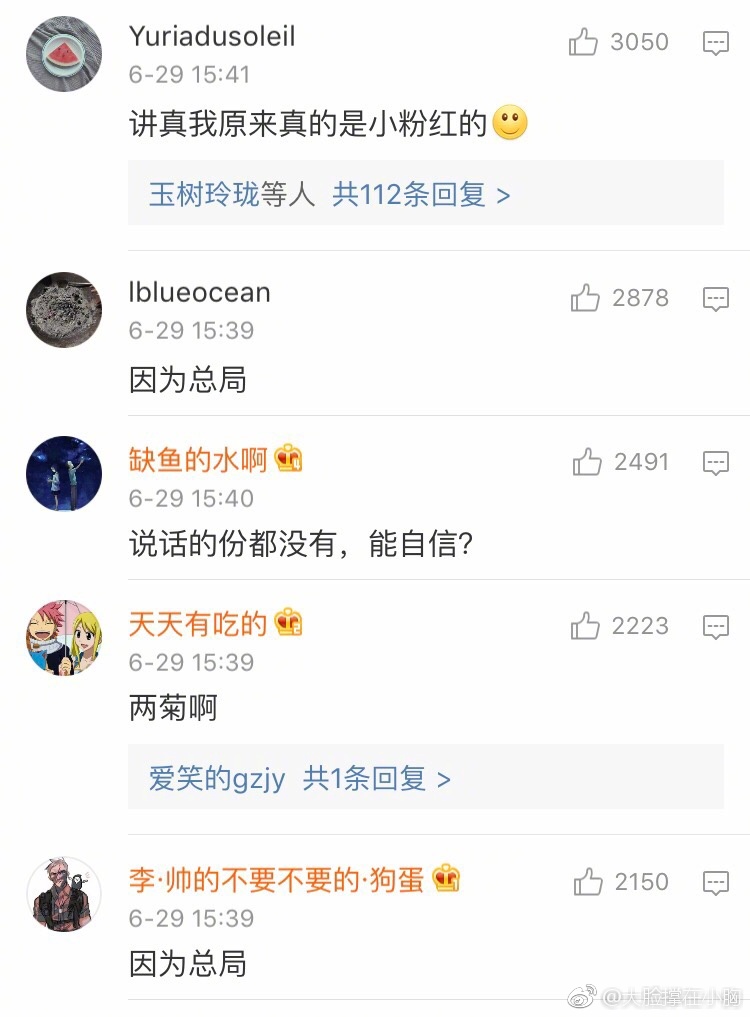 Yuriadusoleil
3050
6-29 15:41
讲真我原来真的是小粉红的
玉树玲珑等人 共112条回复 >
lblueocean
2878
6-29 15:39
因为总局
缺鱼的水啊
2491
6-29 15:40
说话的份都没有，能自信？
天天有吃的
2223
6-29 15:39
两菊啊
爱笑的gzjy 共1条回复 >
李·帅的不要不要的·狗蛋
2150
6-29 15:39
因为总局
@大脸撑在小胸